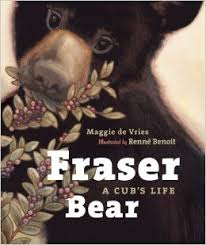 Maggie de Vries
Illustrated by Renné Benoit
Fraser
A CUB'S LIFE
Bear